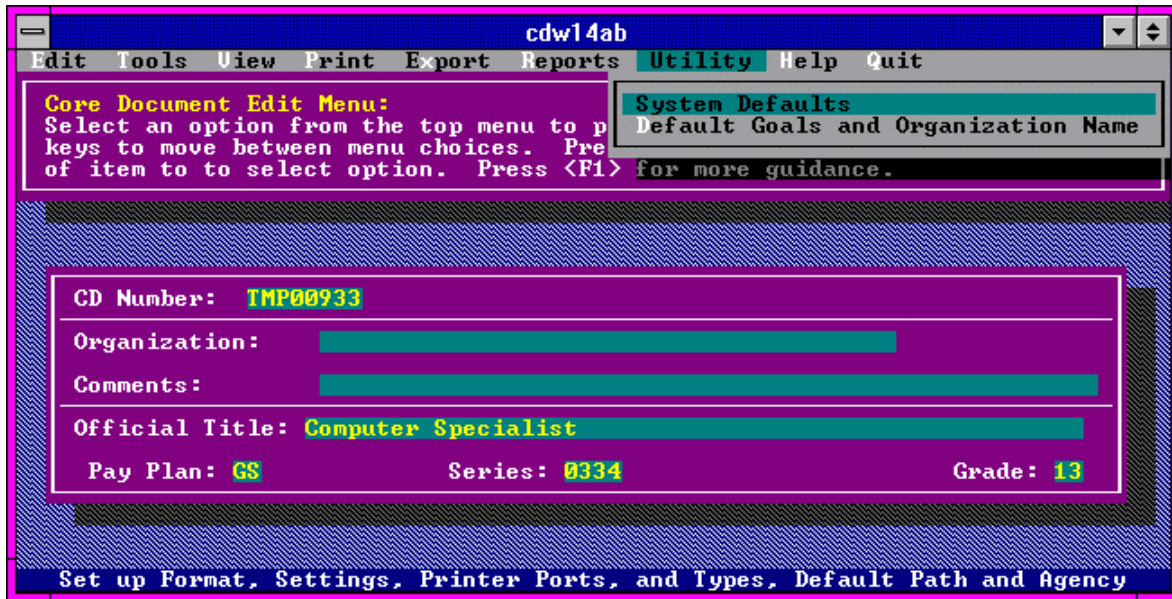 cdw14ab
Edit Tools View Print Export Reports Utility Help Quit
Core Document Edit Menu:
Select an option from the top menu to p
keys to move between menu choices. Pre
of item to to select option. Press <F1> for more guidance.
System Defaults
Default Goals and Organization Name
CD Number: TMP00933
Organization:
Comments:
Official Title: Computer Specialist
Pay Plan: GS Series: 0334 Grade: 13
Set up Format, Settings, Printer Ports, and Types, Default Path and Agency